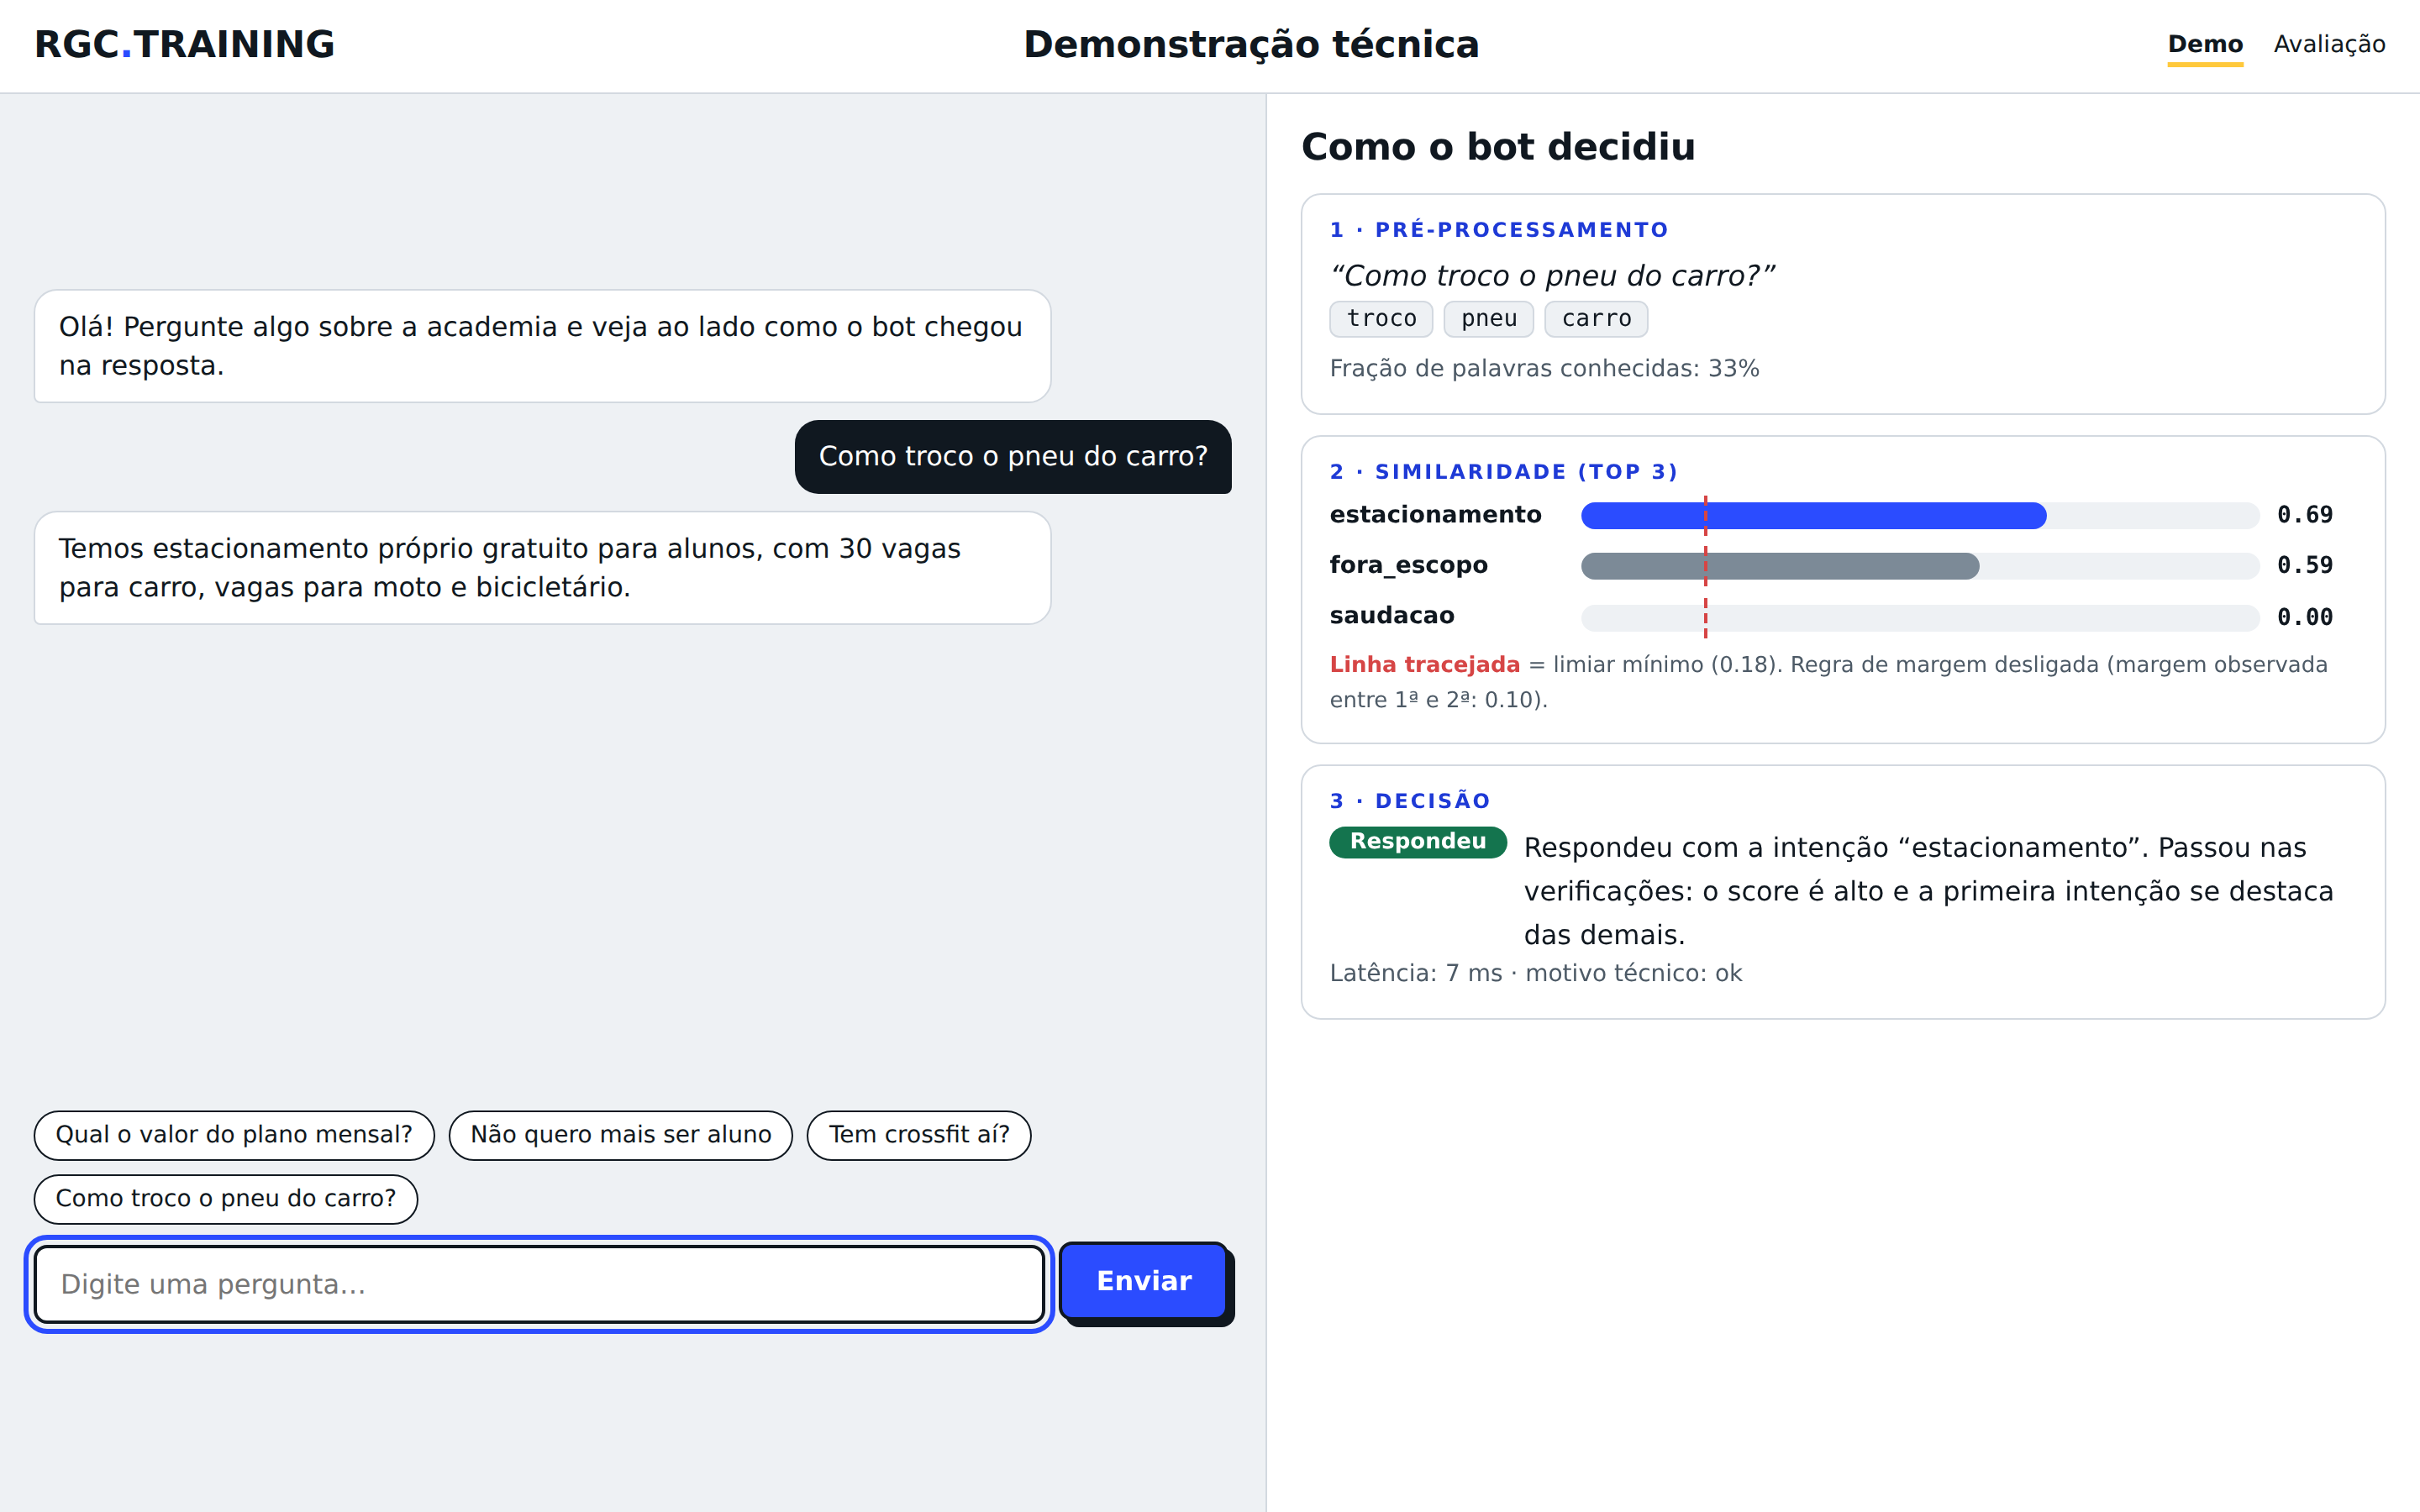 RGC.TRAINING
Demonstração técnica
Demo
Avaliação
Olá! Pergunte algo sobre a academia e veja ao lado como o bot chegou
na resposta.
Como troco o pneu do carro?
Temos estacionamento próprio gratuito para alunos, com 30 vagas
para carro, vagas para moto e bicicletário.
Qual o valor do plano mensal?
Não quero mais ser aluno
Tem crossfit aí?
Como troco o pneu do carro?
Digite uma pergunta...
Enviar
Como o bot decidiu
1 · PRÉ-PROCESSAMENTO
“Como troco o pneu do carro?”
troco pneu carro
Fração de palavras conhecidas: 33%
2 · SIMILARIDADE (TOP 3)
estacionamento 0.69
fora_escopo 0.59
saudacao 0.00
Linha tracejada = limiar mínimo (0.18). Regra de margem desligada (margem observada
entre 1ª e 2ª: 0.10).
3 · DECISÃO
Respondeu
Respondeu com a intenção “estacionamento”. Passou nas
verificações: o score é alto e a primeira intenção se destaca
das demais.
Latência: 7 ms · motivo técnico: ok